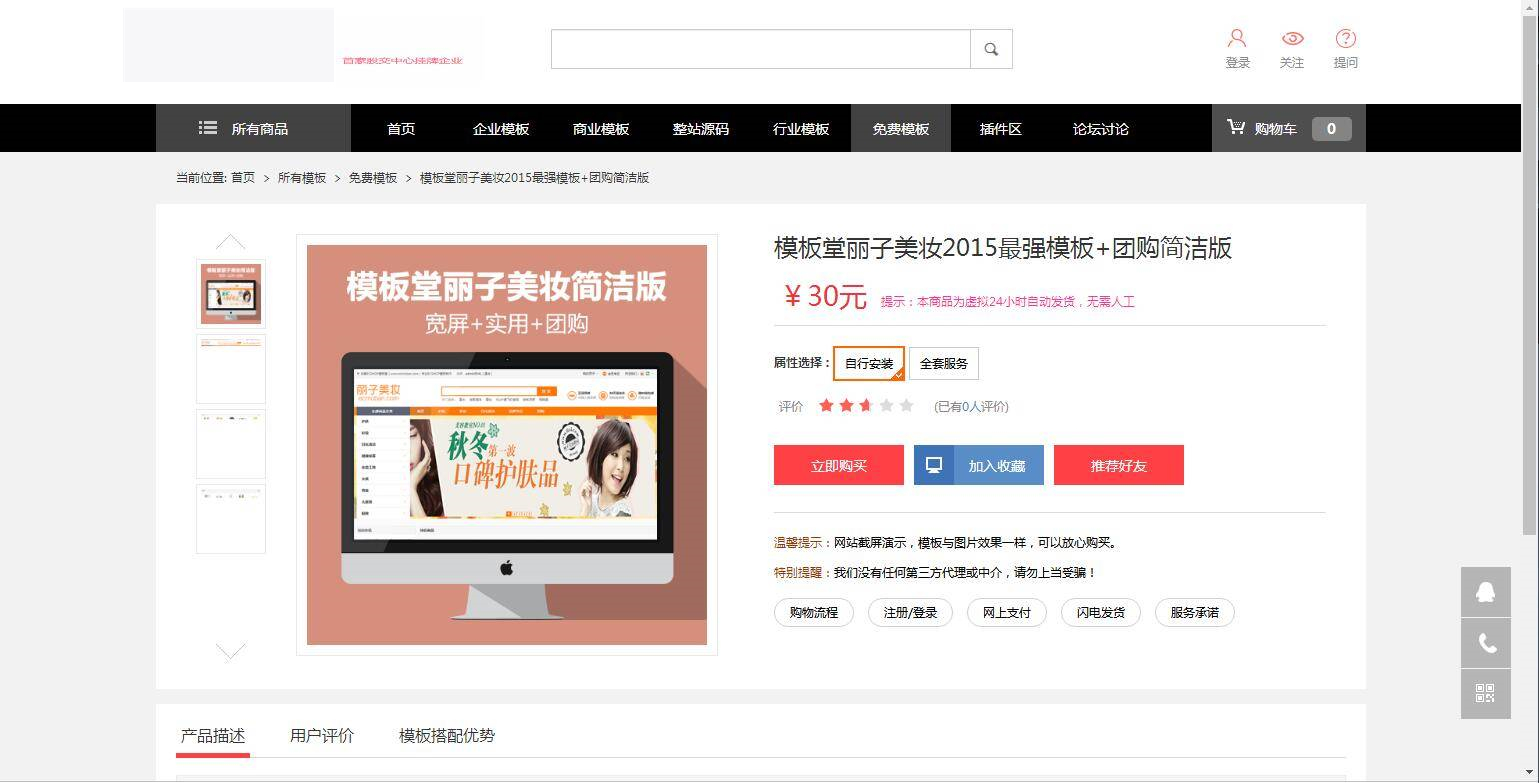 首家股交中心挂牌企业
登录 关注 提问
所有商品 首页 企业模板 商业模板 整站源码 行业模板 免费模板 插件区 论坛讨论 购物车 0
当前位置: 首页 > 所有模板 > 免费模板 > 模板堂丽子美妆2015最强模板+团购简洁版
模板堂丽子美妆简洁版
宽屏+实用+团购
丽子美妆
秋冬第一波
口碑护肤品
模板堂丽子美妆2015最强模板+团购简洁版
￥30元 提示：本商品为虚拟24小时自动发货，无需人工
属性选择： 自行安装 全套服务
评价 (已有0人评价)
立即购买 加入收藏 推荐好友
温馨提示：网站截屏演示，模板与图片效果一样，可以放心购买。
特别提醒：我们没有任何第三方代理或中介，请勿上当受骗！
购物流程 注册/登录 网上支付 闪电发货 服务承诺
产品描述 用户评价 模板搭配优势